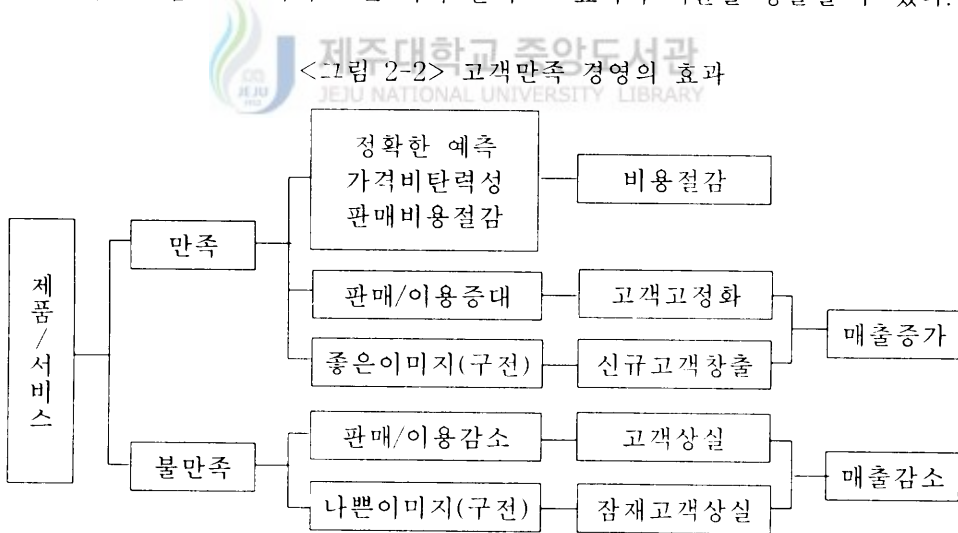 있다.
제주대학교 중앙도서관
JEJU NATIONAL UNIVERSITY LIBRARY
JEJU
1952
<그림 2-2> 고객만족 경영의 효과
정확한 예측
가격비탄력성
판매비용절감
비용절감
만족
제품/서비스
판매/이용증대
고객고정화
매출증가
좋은이미지(구전)
신규고객창출
불만족
판매/이용감소
고객상실
매출감소
나쁜이미지(구전)
잠재고객상실